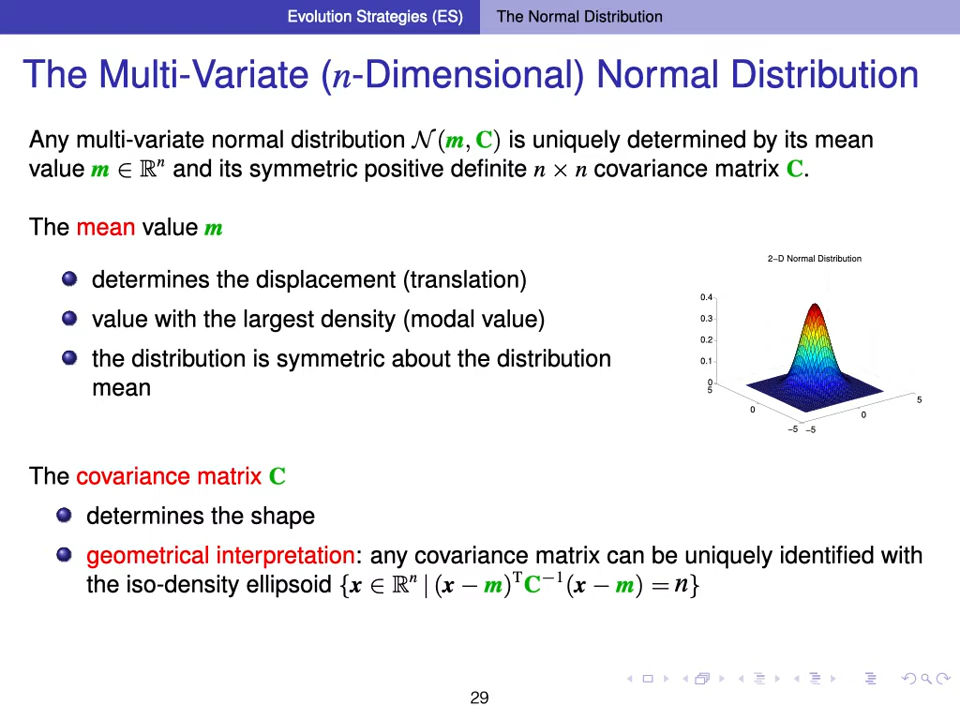 Evolution Strategies (ES) The Normal Distribution
The Multi-Variate (n-Dimensional) Normal Distribution
Any multi-variate normal distribution 𝒩(m, C) is uniquely determined by its mean
value m ∈ ℝⁿ and its symmetric positive definite n × n covariance matrix C.
The mean value m
determines the displacement (translation)
value with the largest density (modal value)
the distribution is symmetric about the distribution
mean
2−D Normal Distribution
0.4
0.3
0.2
0.1
0
5
0
−5
−5
0
5
The covariance matrix C
determines the shape
geometrical interpretation: any covariance matrix can be uniquely identified with
the iso-density ellipsoid {x ∈ ℝⁿ | (x − m)ᵀC⁻¹(x − m) = n}
29